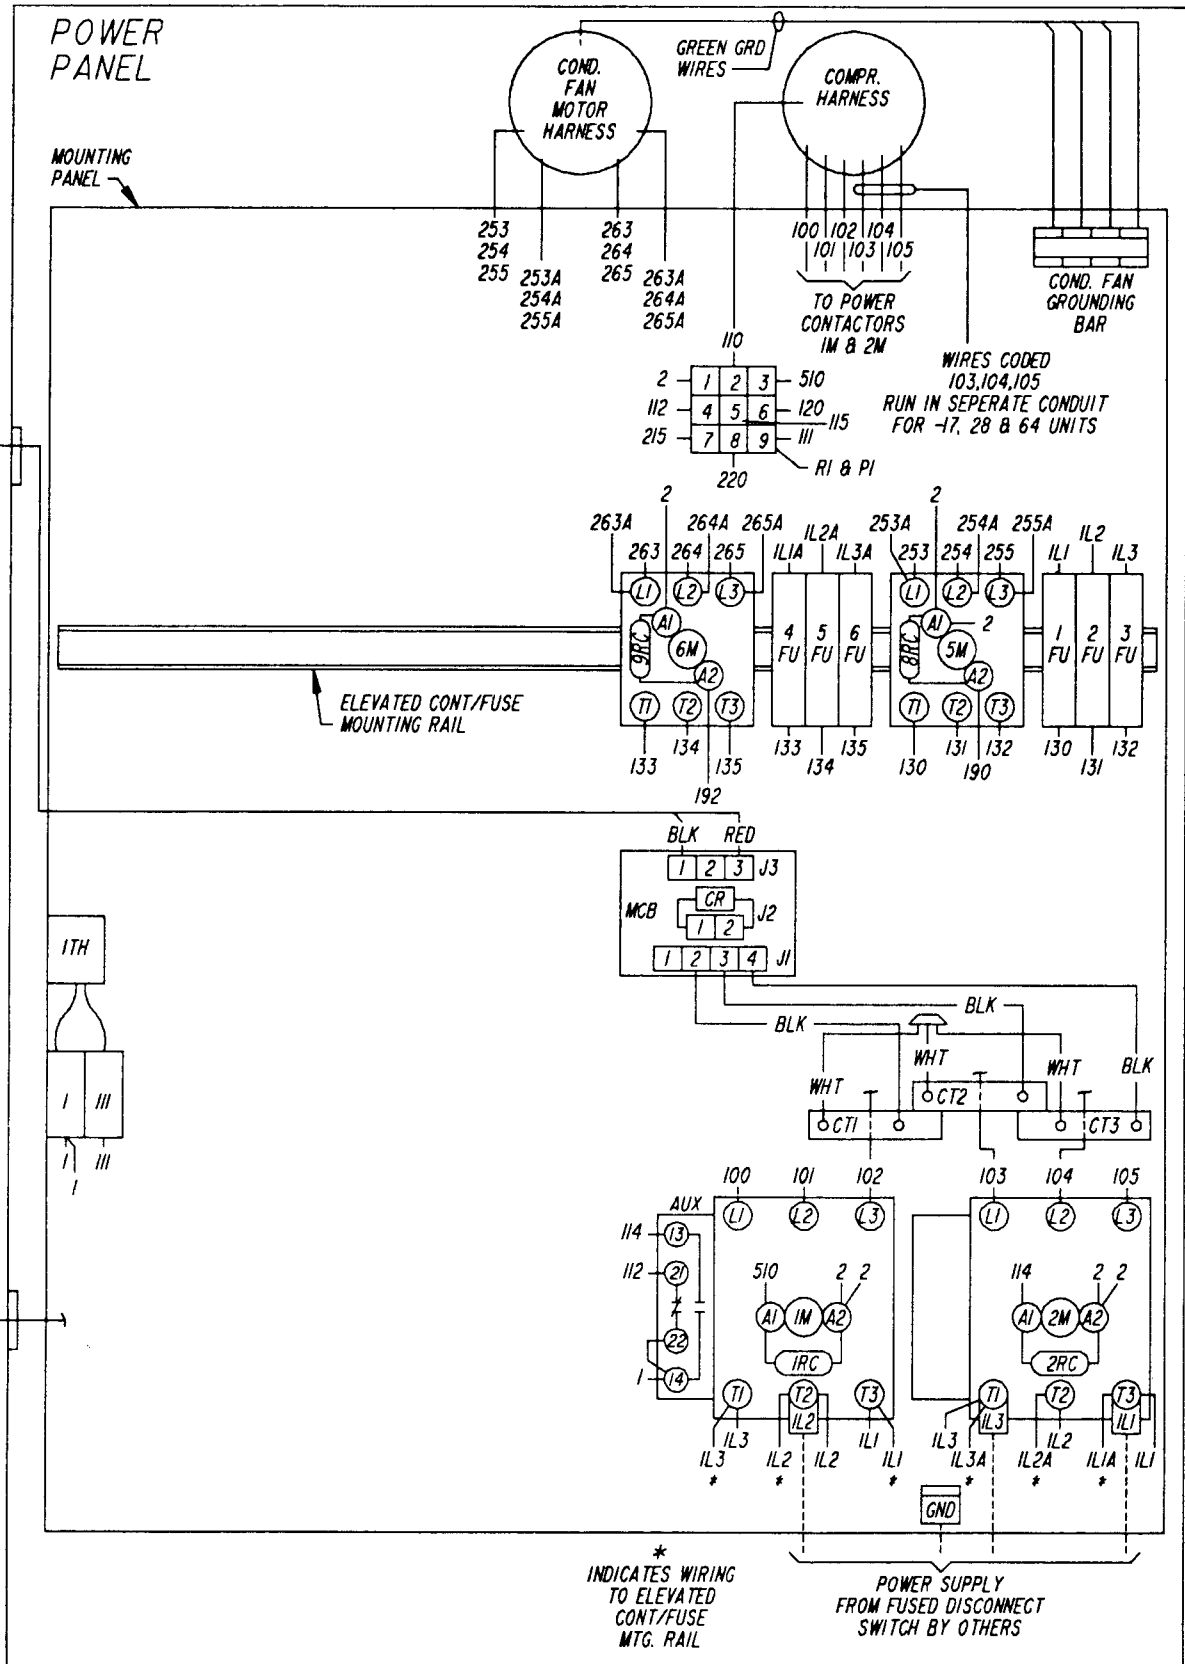 POWER
PANEL
COND.
FAN
MOTOR
HARNESS
GREEN GRD
WIRES
COMPR.
HARNESS
MOUNTING
PANEL
253
254
255
253A
254A
255A
263
264
265
263A
264A
265A
100 102 104
101 103 105
TO POWER
CONTACTORS
1M & 2M
COND. FAN
GROUNDING
BAR
WIRES CODED
103,104,105
RUN IN SEPERATE CONDUIT
FOR -17, 28 & 64 UNITS
110
2 1 2 3 510
112 4 5 6 120
115
215 7 8 9 111
R1 & P1
220
2
263A 264A 265A 1L2A 253A 2 254A 255A 1L2
263 264 265 1L1A 1L3A 253 254 255 1L1 1L3
L1 L2 L3 L1 L2 L3
A1 A1 2
9RC 6M 4 FU 5 FU 6 FU 8RC 5M 1 FU 2 FU 3 FU
A2 A2
T1 T2 T3 T1 T2 T3
133 134 135 133 134 135 130 131 132 130 131 132
192 190
ELEVATED CONT/FUSE
MOUNTING RAIL
BLK RED
1 2 3 J3
CR
MCB
1 2 J2
1 2 3 4 J1
1TH
1 111
1 111
1
BLK
BLK
WHT WHT WHT BLK
CT1 CT2 CT3
100 101 102 103 104 105
AUX
L1 L2 L3 L1 L2 L3
114 13
112 21
22
1 14
510 2 2 114 2 2
A1 1M A2 A1 2M A2
1RC 2RC
T1 T2 T3 T1 T2 T3
1L2 1L3 1L1
1L3 1L1 1L3 1L2
1L3 1L2 1L2 1L1 1L3A 1L2A 1L1A 1L1
* * * * * *
GND
*
INDICATES WIRING
TO ELEVATED
CONT/FUSE
MTG. RAIL
POWER SUPPLY
FROM FUSED DISCONNECT
SWITCH BY OTHERS